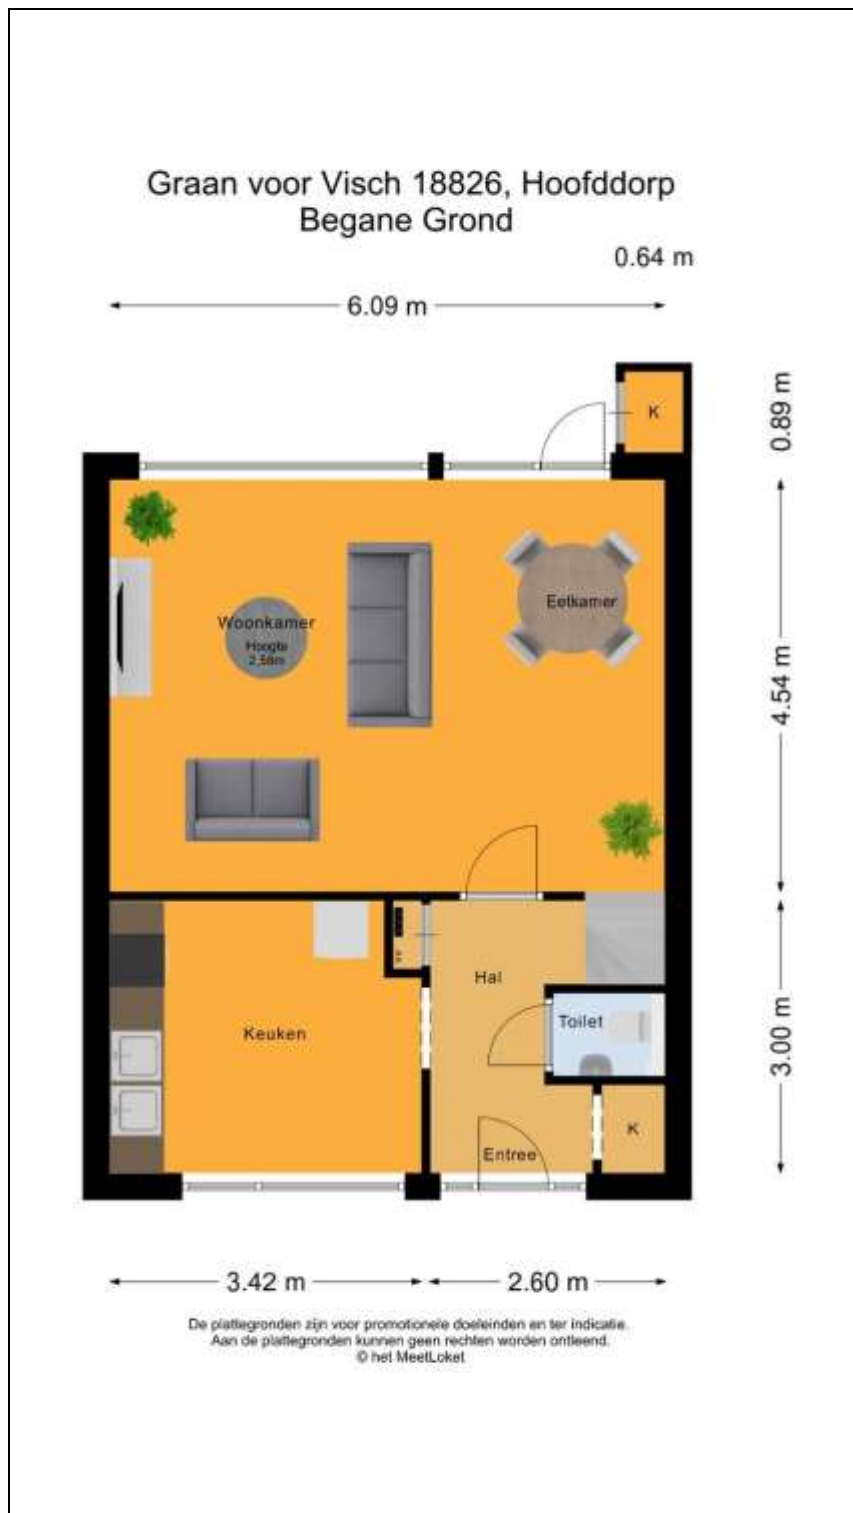 Graan voor Visch 18826, Hoofddorp
Begane Grond
0.64 m
6.09 m
0.89 m
K
Eetkamer
Woonkamer
Hoogte
2,58m
4.54 m
Hal
Toilet
Keuken
3.00 m
K
Entree
3.42 m
2.60 m
De plattegronden zijn voor promotionele doeleinden en ter indicatie.
Aan de plattegronden kunnen geen rechten worden ontleend.
© het MeetLoket